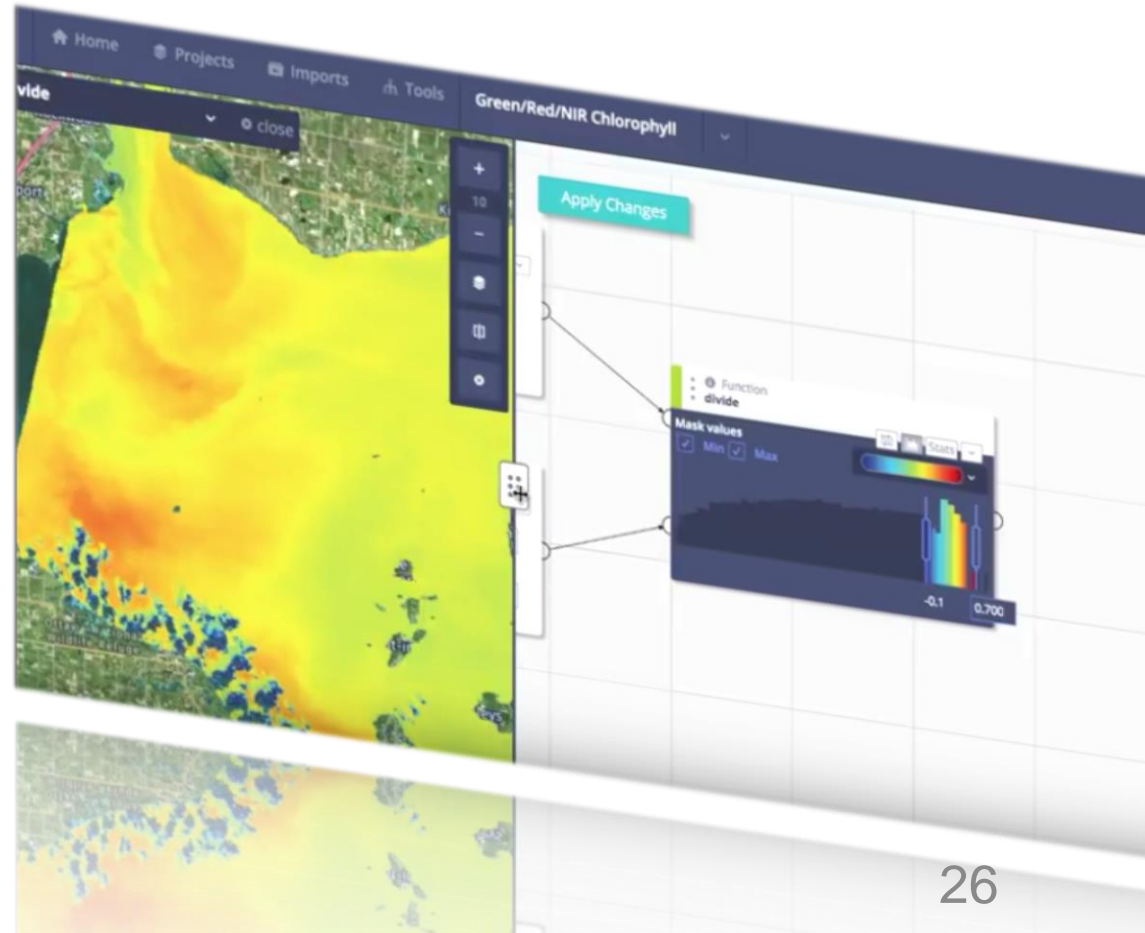 Home
Projects
Imports
Tools
Green/Red/NIR Chlorophyll
vide
close
port
10
Apply Changes
Function
divide
Mask values
Min
Max
Stats
-0.1
0.700
26